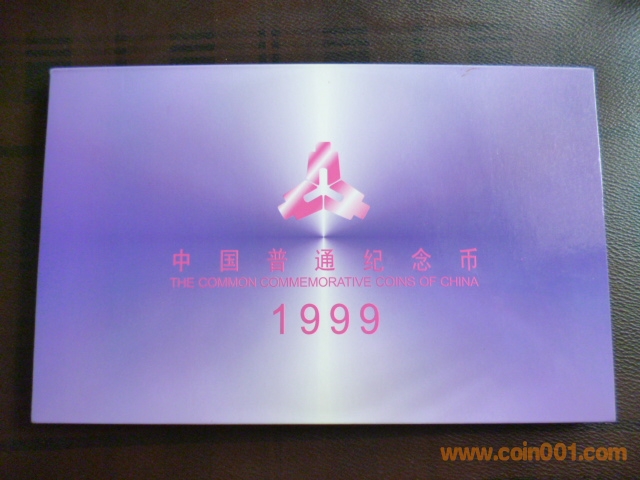 中国普通纪念币
THE COMMON COMMEMORATIVE COINS OF CHINA
1999
www.coin001.com